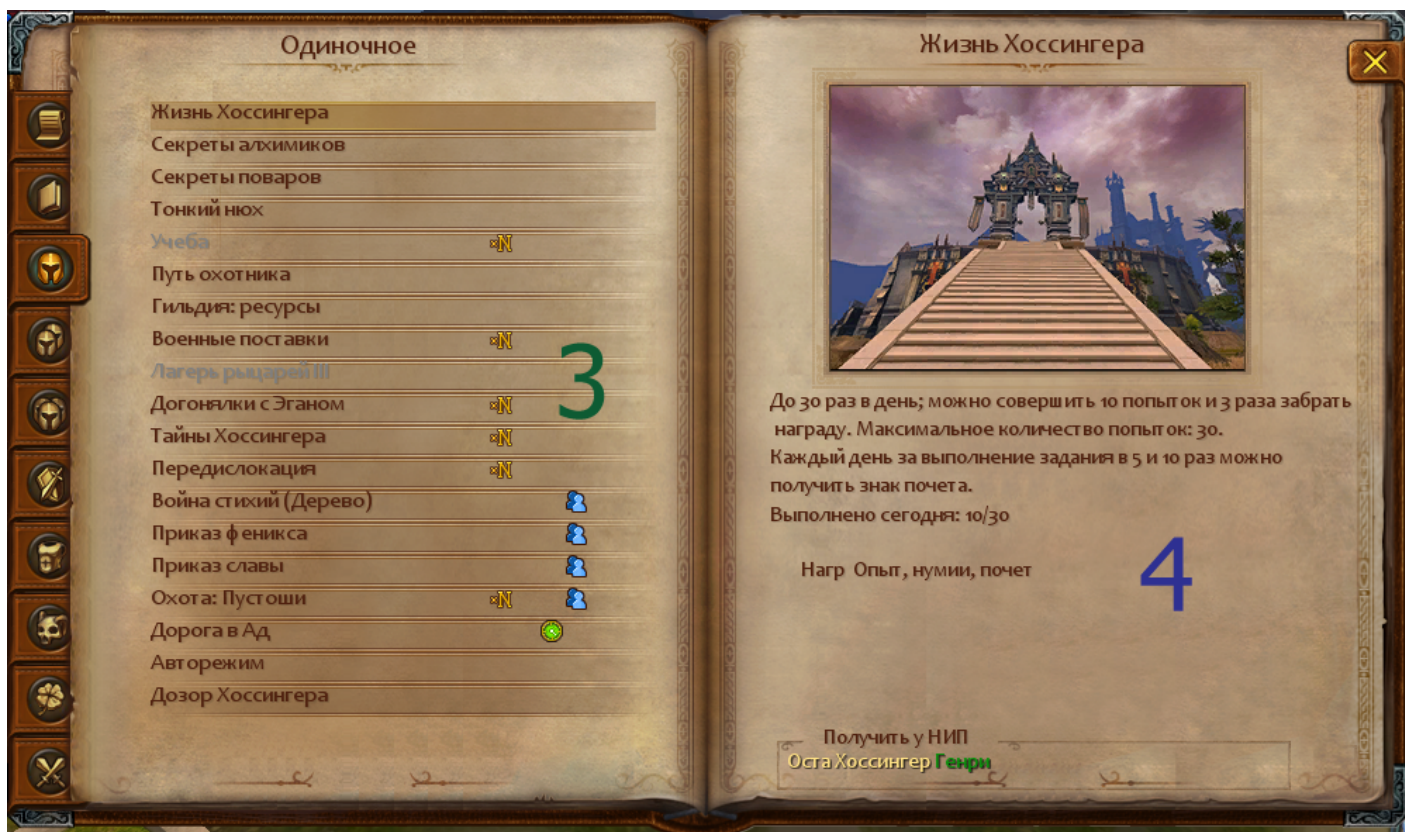 Одиночное
Жизнь Хоссингера
Секреты алхимиков
Секреты поваров
Тонкий нюх
Учеба ×N
Путь охотника
Гильдия: ресурсы
Военные поставки ×N
Лагерь рыцарей III
Догонялки с Эганом ×N
Тайны Хоссингера ×N
Передислокация ×N
Война стихий (Дерево)
Приказ феникса
Приказ славы
Охота: Пустоши ×N
Дорога в Ад
Авторежим
Дозор Хоссингера
3
Жизнь Хоссингера
До 30 раз в день; можно совершить 10 попыток и 3 раза забрать
награду. Максимальное количество попыток: 30.
Каждый день за выполнение задания в 5 и 10 раз можно
получить знак почета.
Выполнено сегодня: 10/30
Нагр Опыт, нумии, почет
4
Получить у НИП
Оста Хоссингер Генри